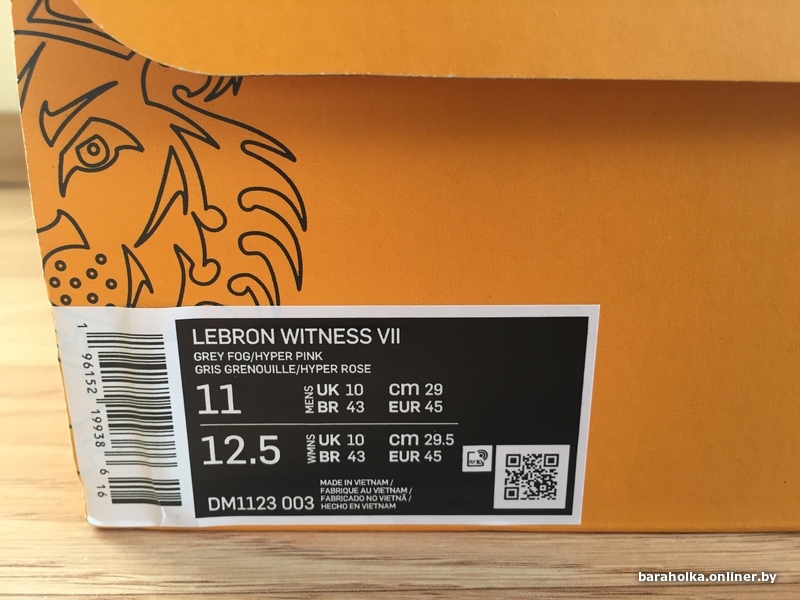 LEBRON WITNESS VII
GREY FOG/HYPER PINK
GRIS GRENOUILLE/HYPER ROSE
11 MENS UK 10 cm 29
BR 43 EUR 45
12.5 WMNS UK 10 cm 29.5
BR 43 EUR 45
DM1123 003
MADE IN VIETNAM /
FABRIQUE AU VIETNAM /
FABRICADO NO VIETNÃ /
HECHO EN VIETNAM
1 96152 19938 6 16
baraholka.onliner.by